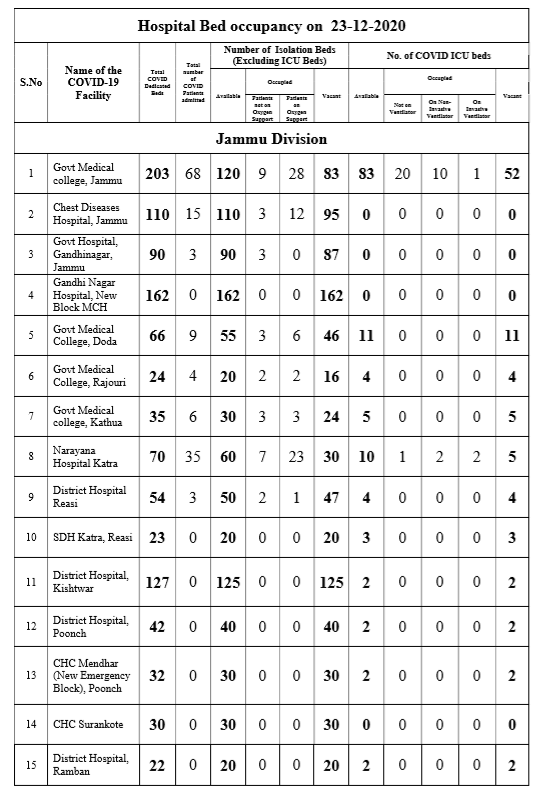 Hospital Bed occupancy on 23-12-2020
S.No
Name of the COVID-19 Facility
Total COVID Dedicated Beds
Total number of COVID Patients admitted
Number of Isolation Beds (Excluding ICU Beds)
No. of COVID ICU beds
Available
Occupied
Patients not on Oxygen Support
Patients on Oxygen Support
Vacant
Available
Occupied
Not on Ventilator
On Non-Invasive Ventilator
On Invasive Ventilator
Vacant
Jammu Division
1 Govt Medical college, Jammu 203 68 120 9 28 83 83 20 10 1 52
2 Chest Diseases Hospital, Jammu 110 15 110 3 12 95 0 0 0 0 0
3 Govt Hospital, Gandhinagar, Jammu 90 3 90 3 0 87 0 0 0 0 0
4 Gandhi Nagar Hospital, New Block MCH 162 0 162 0 0 162 0 0 0 0 0
5 Govt Medical College, Doda 66 9 55 3 6 46 11 0 0 0 11
6 Govt Medical College, Rajouri 24 4 20 2 2 16 4 0 0 0 4
7 Govt Medical college, Kathua 35 6 30 3 3 24 5 0 0 0 5
8 Narayana Hospital Katra 70 35 60 7 23 30 10 1 2 2 5
9 District Hospital Reasi 54 3 50 2 1 47 4 0 0 0 4
10 SDH Katra, Reasi 23 0 20 0 0 20 3 0 0 0 3
11 District Hospital, Kishtwar 127 0 125 0 0 125 2 0 0 0 2
12 District Hospital, Poonch 42 0 40 0 0 40 2 0 0 0 2
13 CHC Mendhar (New Emergency Block), Poonch 32 0 30 0 0 30 2 0 0 0 2
14 CHC Surankote 30 0 30 0 0 30 0 0 0 0 0
15 District Hospital, Ramban 22 0 20 0 0 20 2 0 0 0 2